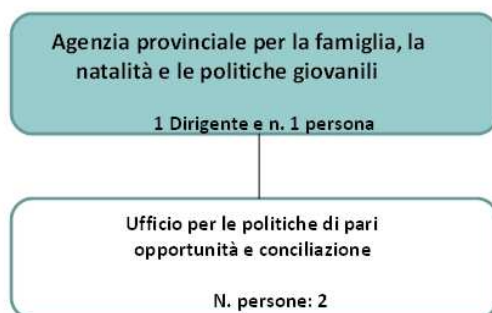 Agenzia provinciale per la famiglia, la
natalità e le politiche giovanili
1 Dirigente e n. 1 persona
Ufficio per le politiche di pari
opportunità e conciliazione
N. persone: 2